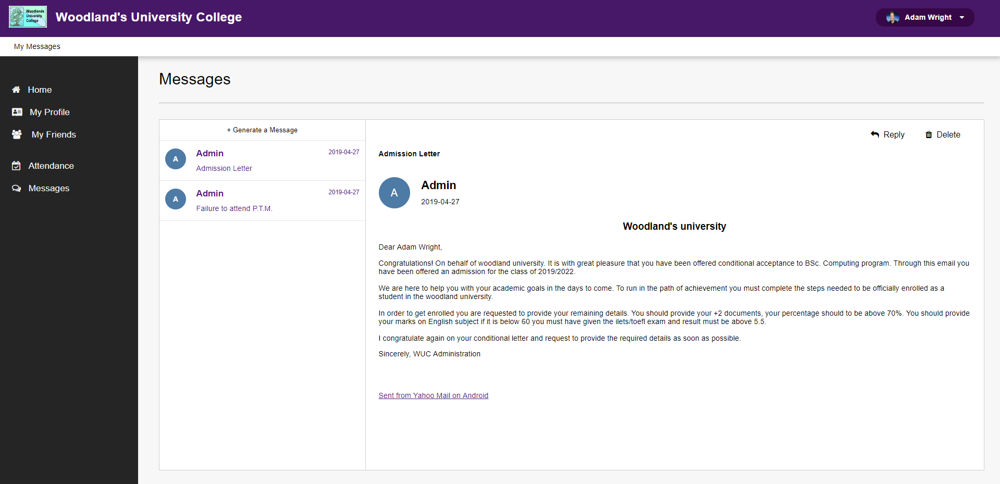 Woodlands
University
College
Woodland's University College
Adam Wright
My Messages
Home
My Profile
My Friends
Attendance
Messages
Messages
+ Generate a Message
A
Admin
2019-04-27
Admission Letter
A
Admin
2019-04-27
Failure to attend P.T.M.
Reply
Delete
Admission Letter
A
Admin
2019-04-27
Woodland's university
Dear Adam Wright,
Congratulations! On behalf of woodland university. It is with great pleasure that you have been offered conditional acceptance to BSc. Computing program. Through this email you
have been offered an admission for the class of 2019/2022.
We are here to help you with your academic goals in the days to come. To run in the path of achievement you must complete the steps needed to be officially enrolled as a
student in the woodland university.
In order to get enrolled you are requested to provide your remaining details. You should provide your +2 documents, your percentage should to be above 70%. You should provide
your marks on English subject if it is below 60 you must have given the ilets/toefl exam and result must be above 5.5.
I congratulate again on your conditional letter and request to provide the required details as soon as possible.
Sincerely, WUC Administration
Sent from Yahoo Mail on Android